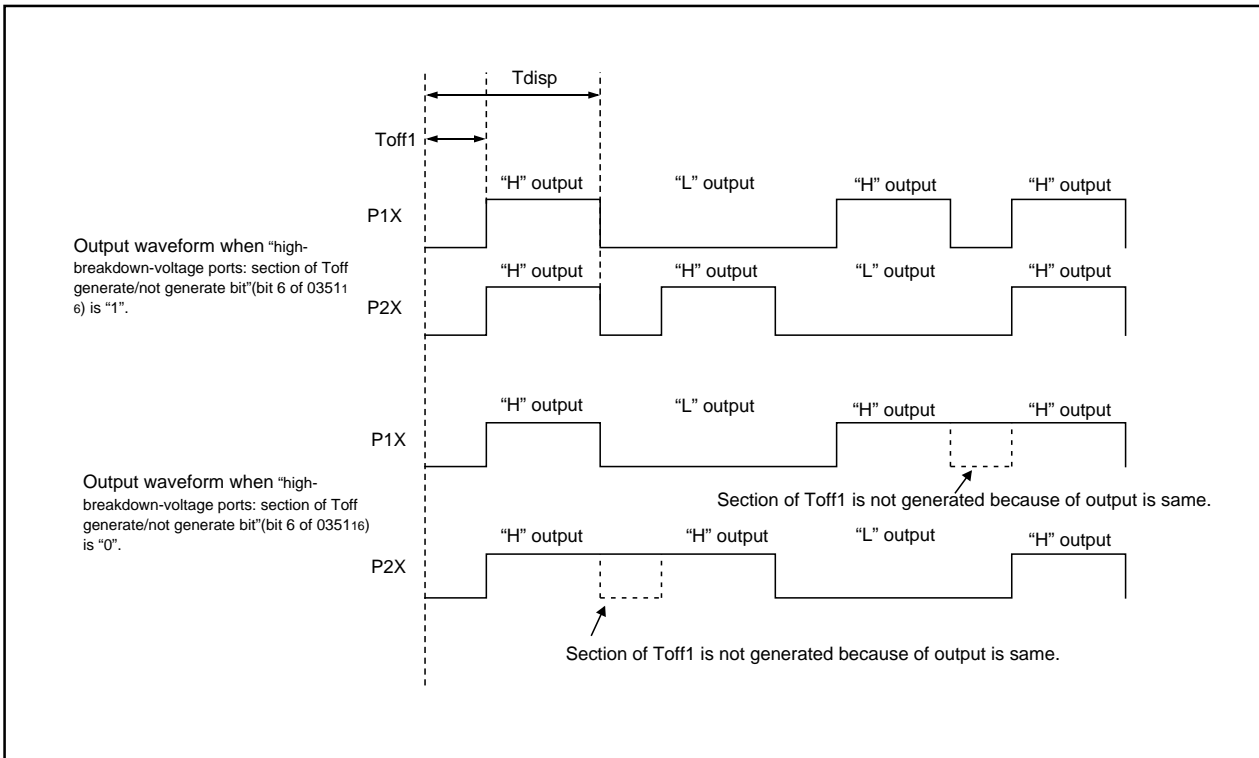 Tdisp
Toff1
“H” output “L” output “H” output “H” output
P1X
Output waveform when “high-
breakdown-voltage ports: section of Toff
generate/not generate bit”(bit 6 of 03511
6) is “1”.
“H” output “H” output “L” output “H” output
P2X
“H” output “L” output “H” output “H” output
P1X
Output waveform when “high-
breakdown-voltage ports: section of Toff
generate/not generate bit”(bit 6 of 035116)
is “0”.
Section of Toff1 is not generated because of output is same.
“H” output “H” output “L” output “H” output
P2X
Section of Toff1 is not generated because of output is same.